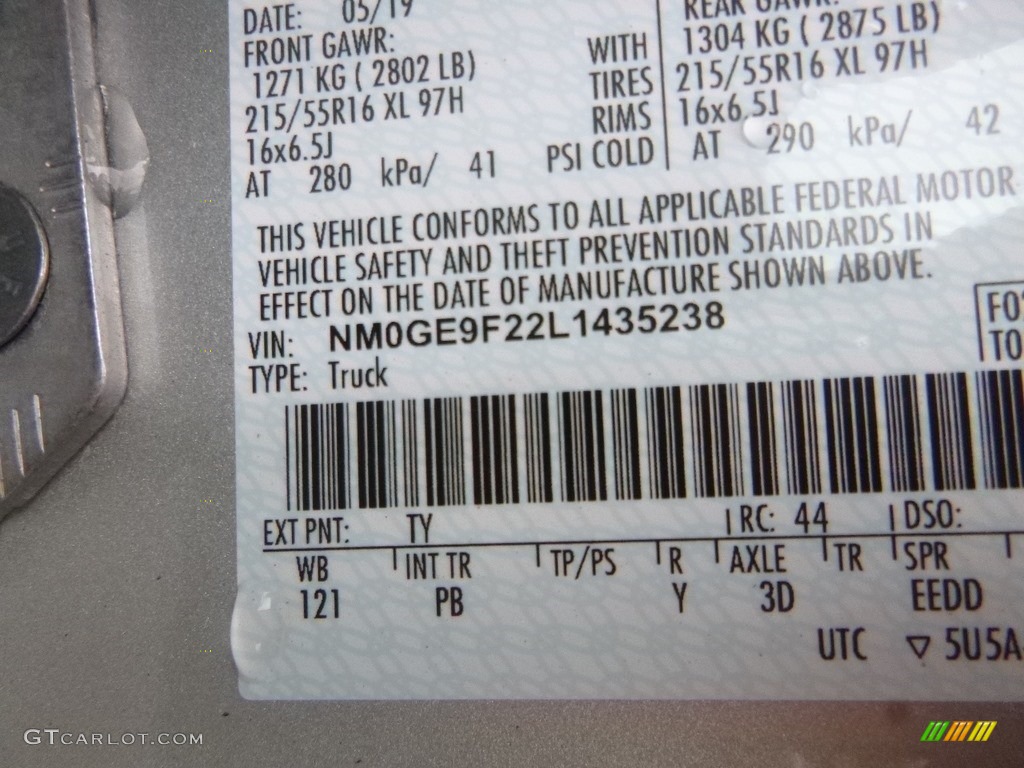 DATE: 05/19
FRONT GAWR:
1271 KG ( 2802 LB)
215/55R16 XL 97H
16x6.5J
AT 280 kPa/ 41
WITH
TIRES
RIMS
PSI COLD
REAR GAWR:
1304 KG ( 2875 LB)
215/55R16 XL 97H
16x6.5J
AT 290 kPa/ 42
THIS VEHICLE CONFORMS TO ALL APPLICABLE FEDERAL MOTOR
VEHICLE SAFETY AND THEFT PREVENTION STANDARDS IN
EFFECT ON THE DATE OF MANUFACTURE SHOWN ABOVE.
VIN: NM0GE9F22L1435238
TYPE: Truck
TO
EXT PNT: TY RC: 44 DSO:
WB INT TR TP/PS R AXLE TR SPR
121 PB Y 3D EEDD
UTC ▽ 5U5A
GTCARLOT.COM